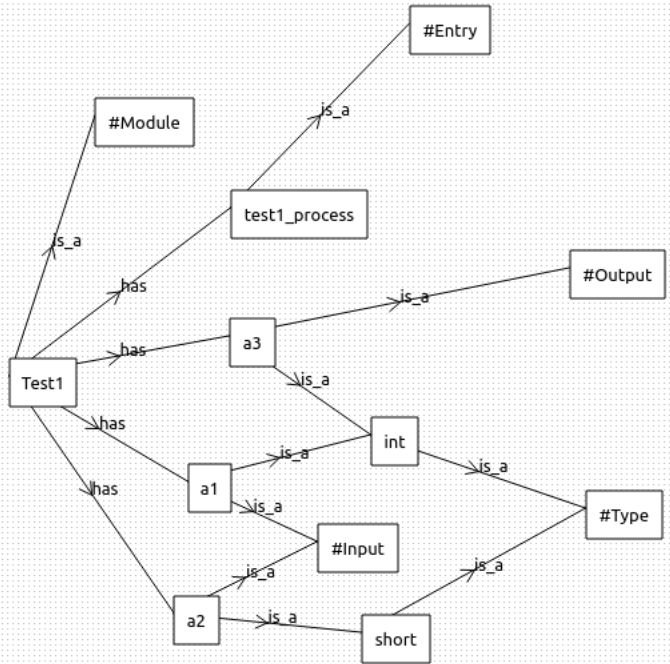 #Entry
is_a
#Module
test1_process
is_a
has
is_a
#Output
has
a3
Test1
is_a
has
int
is_a
is_a
has
a1
is_a
#Type
#Input
is_a
is_a
a2
is_a
short